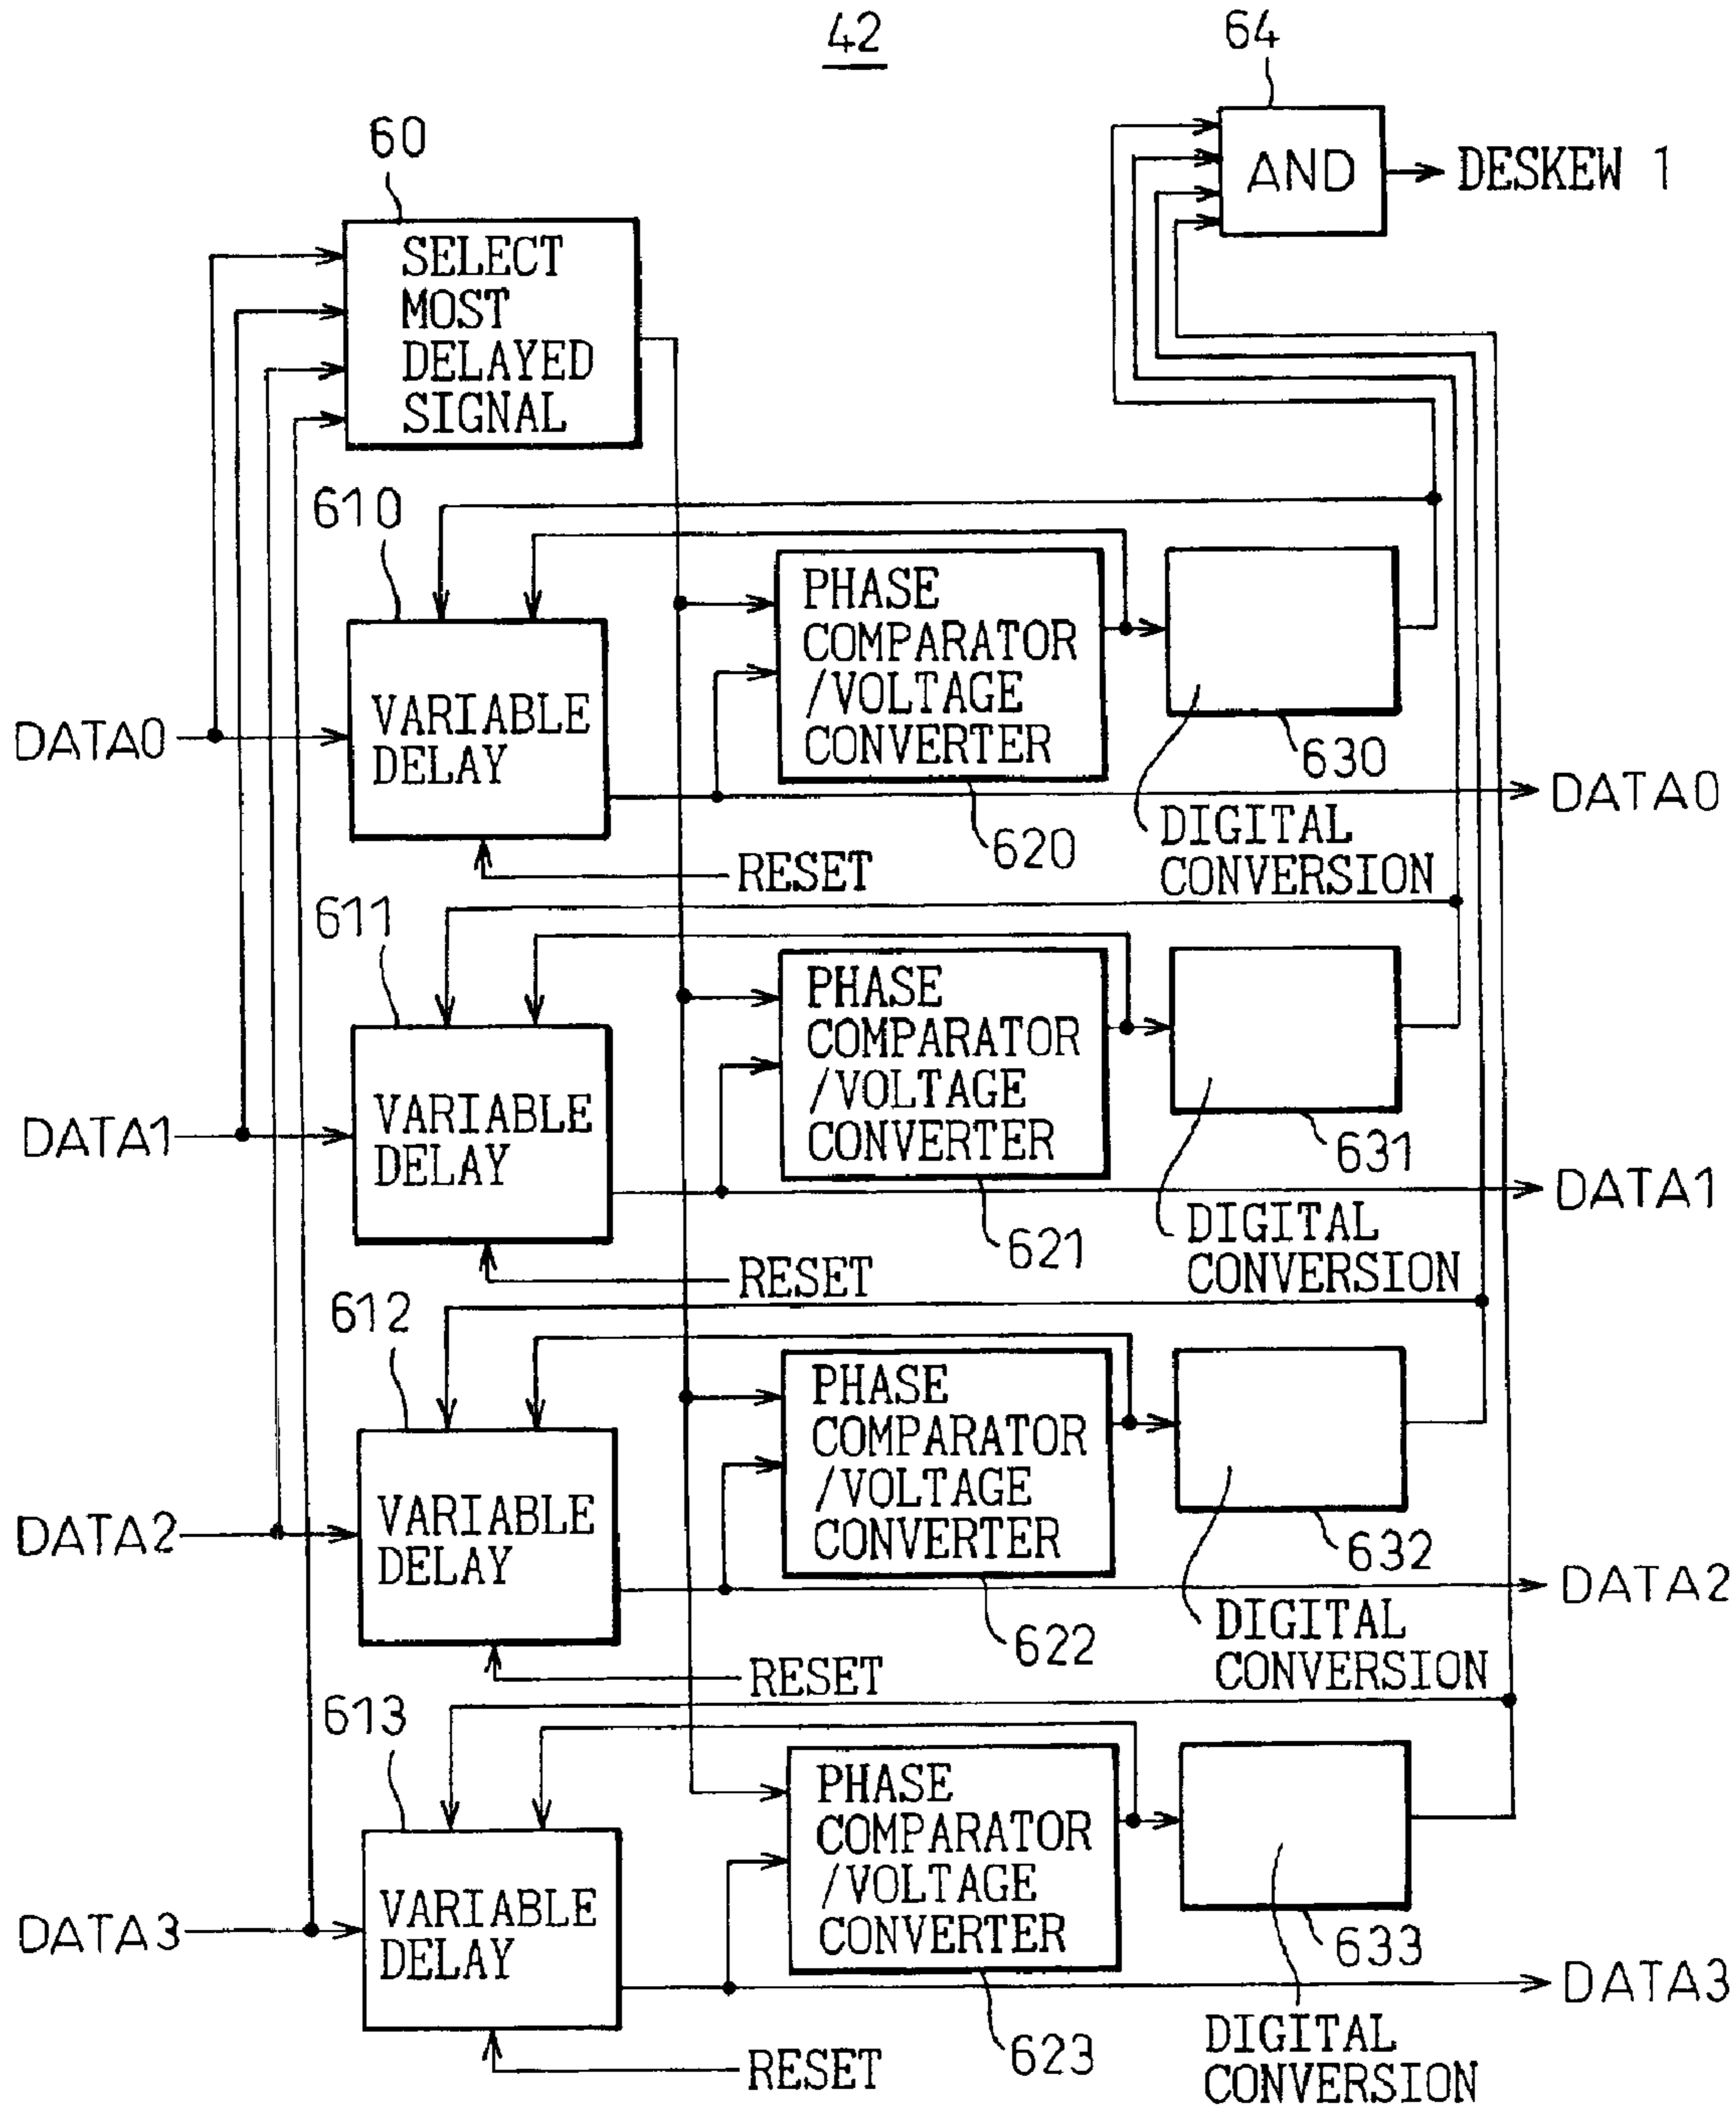 42
64
AND
DESKEW 1
60
SELECT
MOST
DELAYED
SIGNAL
610
VARIABLE
DELAY
PHASE
COMPARATOR
/VOLTAGE
CONVERTER
630
DATA0
DATA0
620
DIGITAL
CONVERSION
RESET
611
VARIABLE
DELAY
PHASE
COMPARATOR
/VOLTAGE
CONVERTER
631
DATA1
DATA1
621
DIGITAL
CONVERSION
RESET
612
VARIABLE
DELAY
PHASE
COMPARATOR
/VOLTAGE
CONVERTER
632
DATA2
DATA2
622
DIGITAL
CONVERSION
RESET
613
VARIABLE
DELAY
PHASE
COMPARATOR
/VOLTAGE
CONVERTER
633
DATA3
DATA3
623
DIGITAL
CONVERSION
RESET